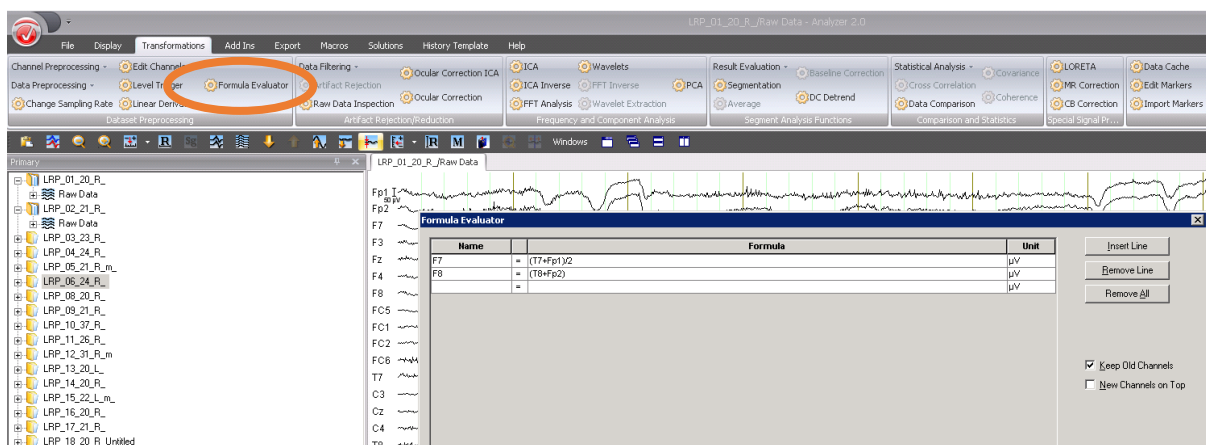 LRP_01_20_R_/Raw Data - Analyzer 2.0
File Display Transformations Add Ins Export Macros Solutions History Template Help
Channel Preprocessing Edit Channels Data Filtering Ocular Correction ICA ICA Wavelets Result Evaluation Baseline Correction Statistical Analysis Covariance LORETA Data Cache
Data Preprocessing Level Trigger Formula Evaluator Artifact Rejection ICA Inverse FFT Inverse PCA Segmentation Cross Correlation MR Correction Edit Markers
Change Sampling Rate Linear Deriv Raw Data Inspection Ocular Correction FFT Analysis Wavelet Extraction Average DC Detrend Data Comparison Coherence CB Correction Import Markers
Dataset Preprocessing Artifact Rejection/Reduction Frequency and Component Analysis Segment Analysis Functions Comparison and Statistics Special Signal Pr...
R R M Windows
Primary
LRP_01_20_R_
Raw Data
LRP_02_21_R_
Raw Data
LRP_03_23_R_
LRP_04_24_R_
LRP_05_21_R_m_
LRP_06_24_R_
LRP_08_20_R_
LRP_09_21_R_
LRP_10_37_R_
LRP_11_26_R_
LRP_12_31_R_m
LRP_13_20_L_
LRP_14_20_R_
LRP_15_22_L_m_
LRP_16_20_R_
LRP_17_21_R_
LRP_18_20_R_Untitled
LRP_01_20_R_/Raw Data
Fp1
50 µV
Fp2
F7
F3
Fz
F4
F8
FC5
FC1
FC2
FC6
T7
C3
Cz
C4
T8
Formula Evaluator
Name Formula Unit
F7 = (T7+Fp1)/2 µV
F8 = (T8+Fp2) µV
= µV
Insert Line
Remove Line
Remove All
Keep Old Channels
New Channels on Top